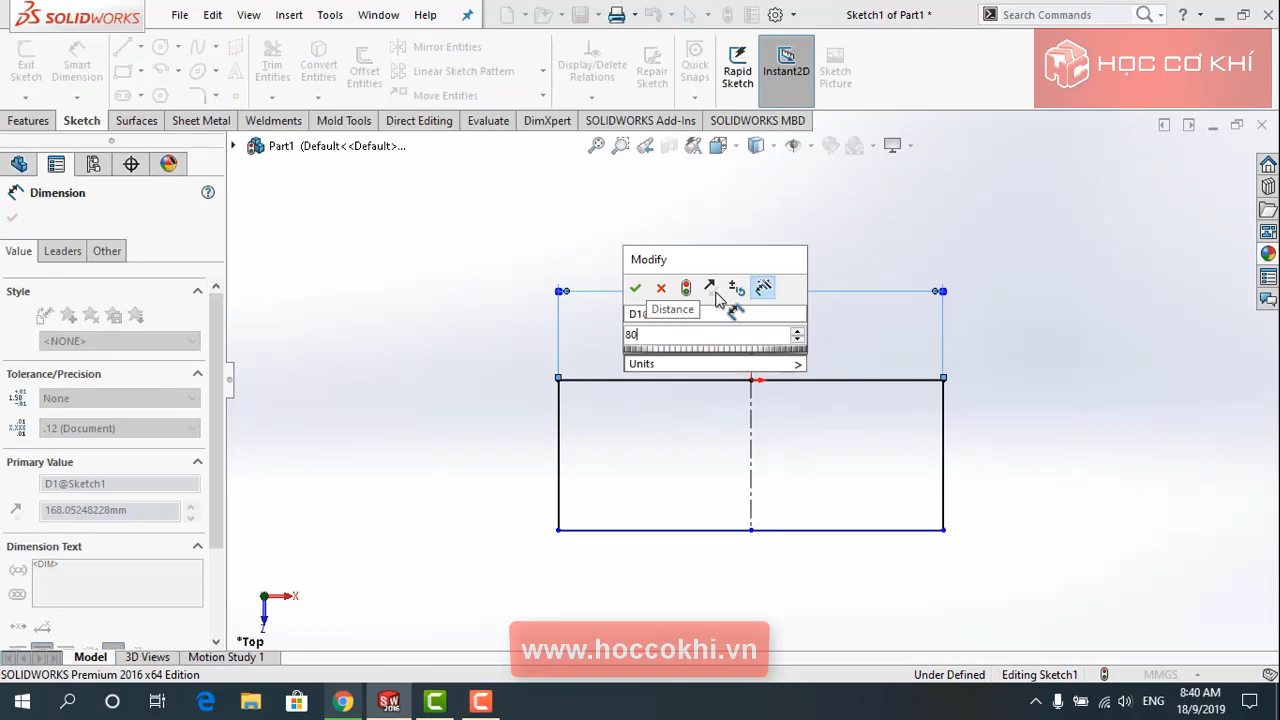 SOLIDWORKS
File Edit View Insert Tools Window Help
Sketch1 of Part1 *
Search Commands
?
Exit Sketch
Smart Dimension
Trim Entities
Convert Entities
Offset Entities
Mirror Entities
Linear Sketch Pattern
Move Entities
Display/Delete Relations
Repair Sketch
Quick Snaps
Rapid Sketch
Instant2D
Sketch Picture
HỌC CƠ KHÍ
Features Sketch Surfaces Sheet Metal Weldments Mold Tools Direct Editing Evaluate DimXpert SOLIDWORKS Add-Ins SOLIDWORKS MBD
Part1 (Default<<Default>...
Dimension
Value Leaders Other
Style
<NONE>
Tolerance/Precision
None
.12 (Document)
Primary Value
D1@Sketch1
168.05248228mm
Dimension Text
<DIM>
Modify
Distance
D1@
80
Units >
X
Z
*Top
www.hoccokhi.vn
Model 3D Views Motion Study 1
SOLIDWORKS Premium 2016 x64 Edition
Under Defined Editing Sketch1 MMGS
ENG
8:40 AM
18/9/2019